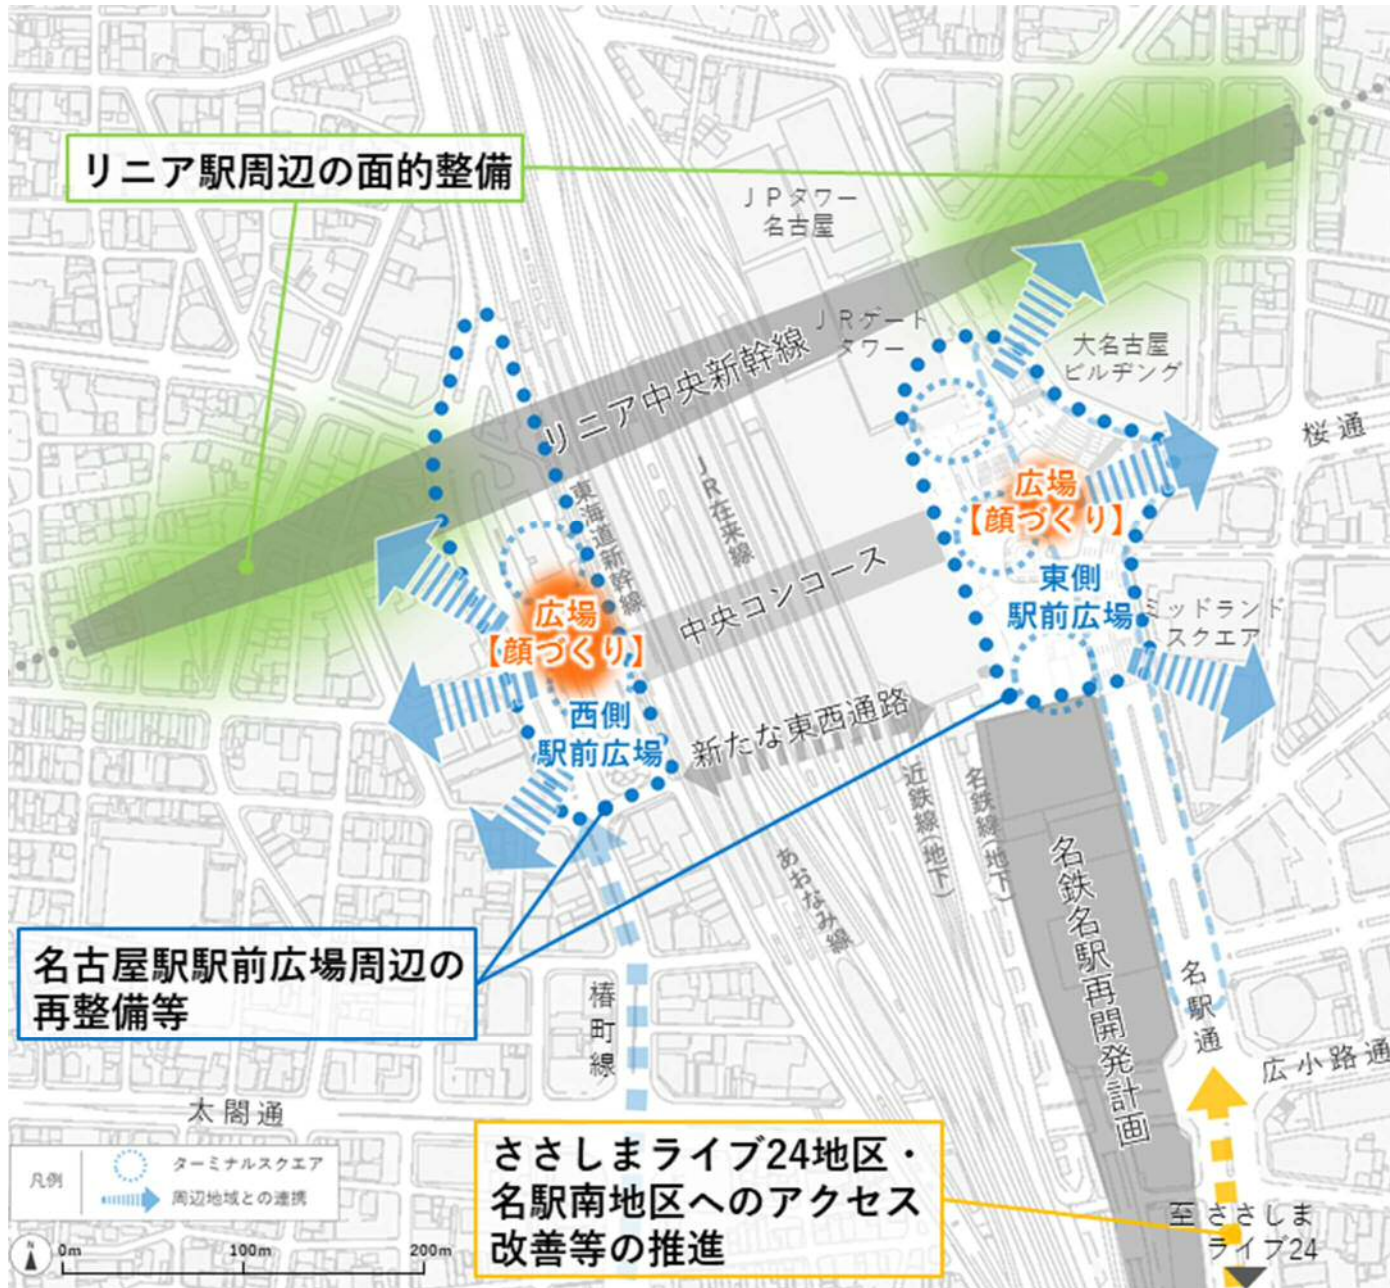 リニア駅周辺の面的整備
ＪＰタワー
名古屋
ＪＲゲート
タワー
大名古屋
ビルヂング
桜通
リニア中央新幹線
東海道新幹線
ＪＲ在来線
広場
【顔づくり】
中央コンコース
東側
駅前広場
ミッドランド
スクエア
広場
【顔づくり】
西側
駅前広場
新たな東西通路
近鉄線(地下)
名鉄線(地下)
あおなみ線
名鉄名駅再開発計画
名古屋駅駅前広場周辺の
再整備等
椿町線
名駅通
広小路通
太閤通
ささしまライブ24地区・
名駅南地区へのアクセス
改善等の推進
至ささしま
ライブ24
凡例
ターミナルスクエア
周辺地域との連携
N
0m
100m
200m